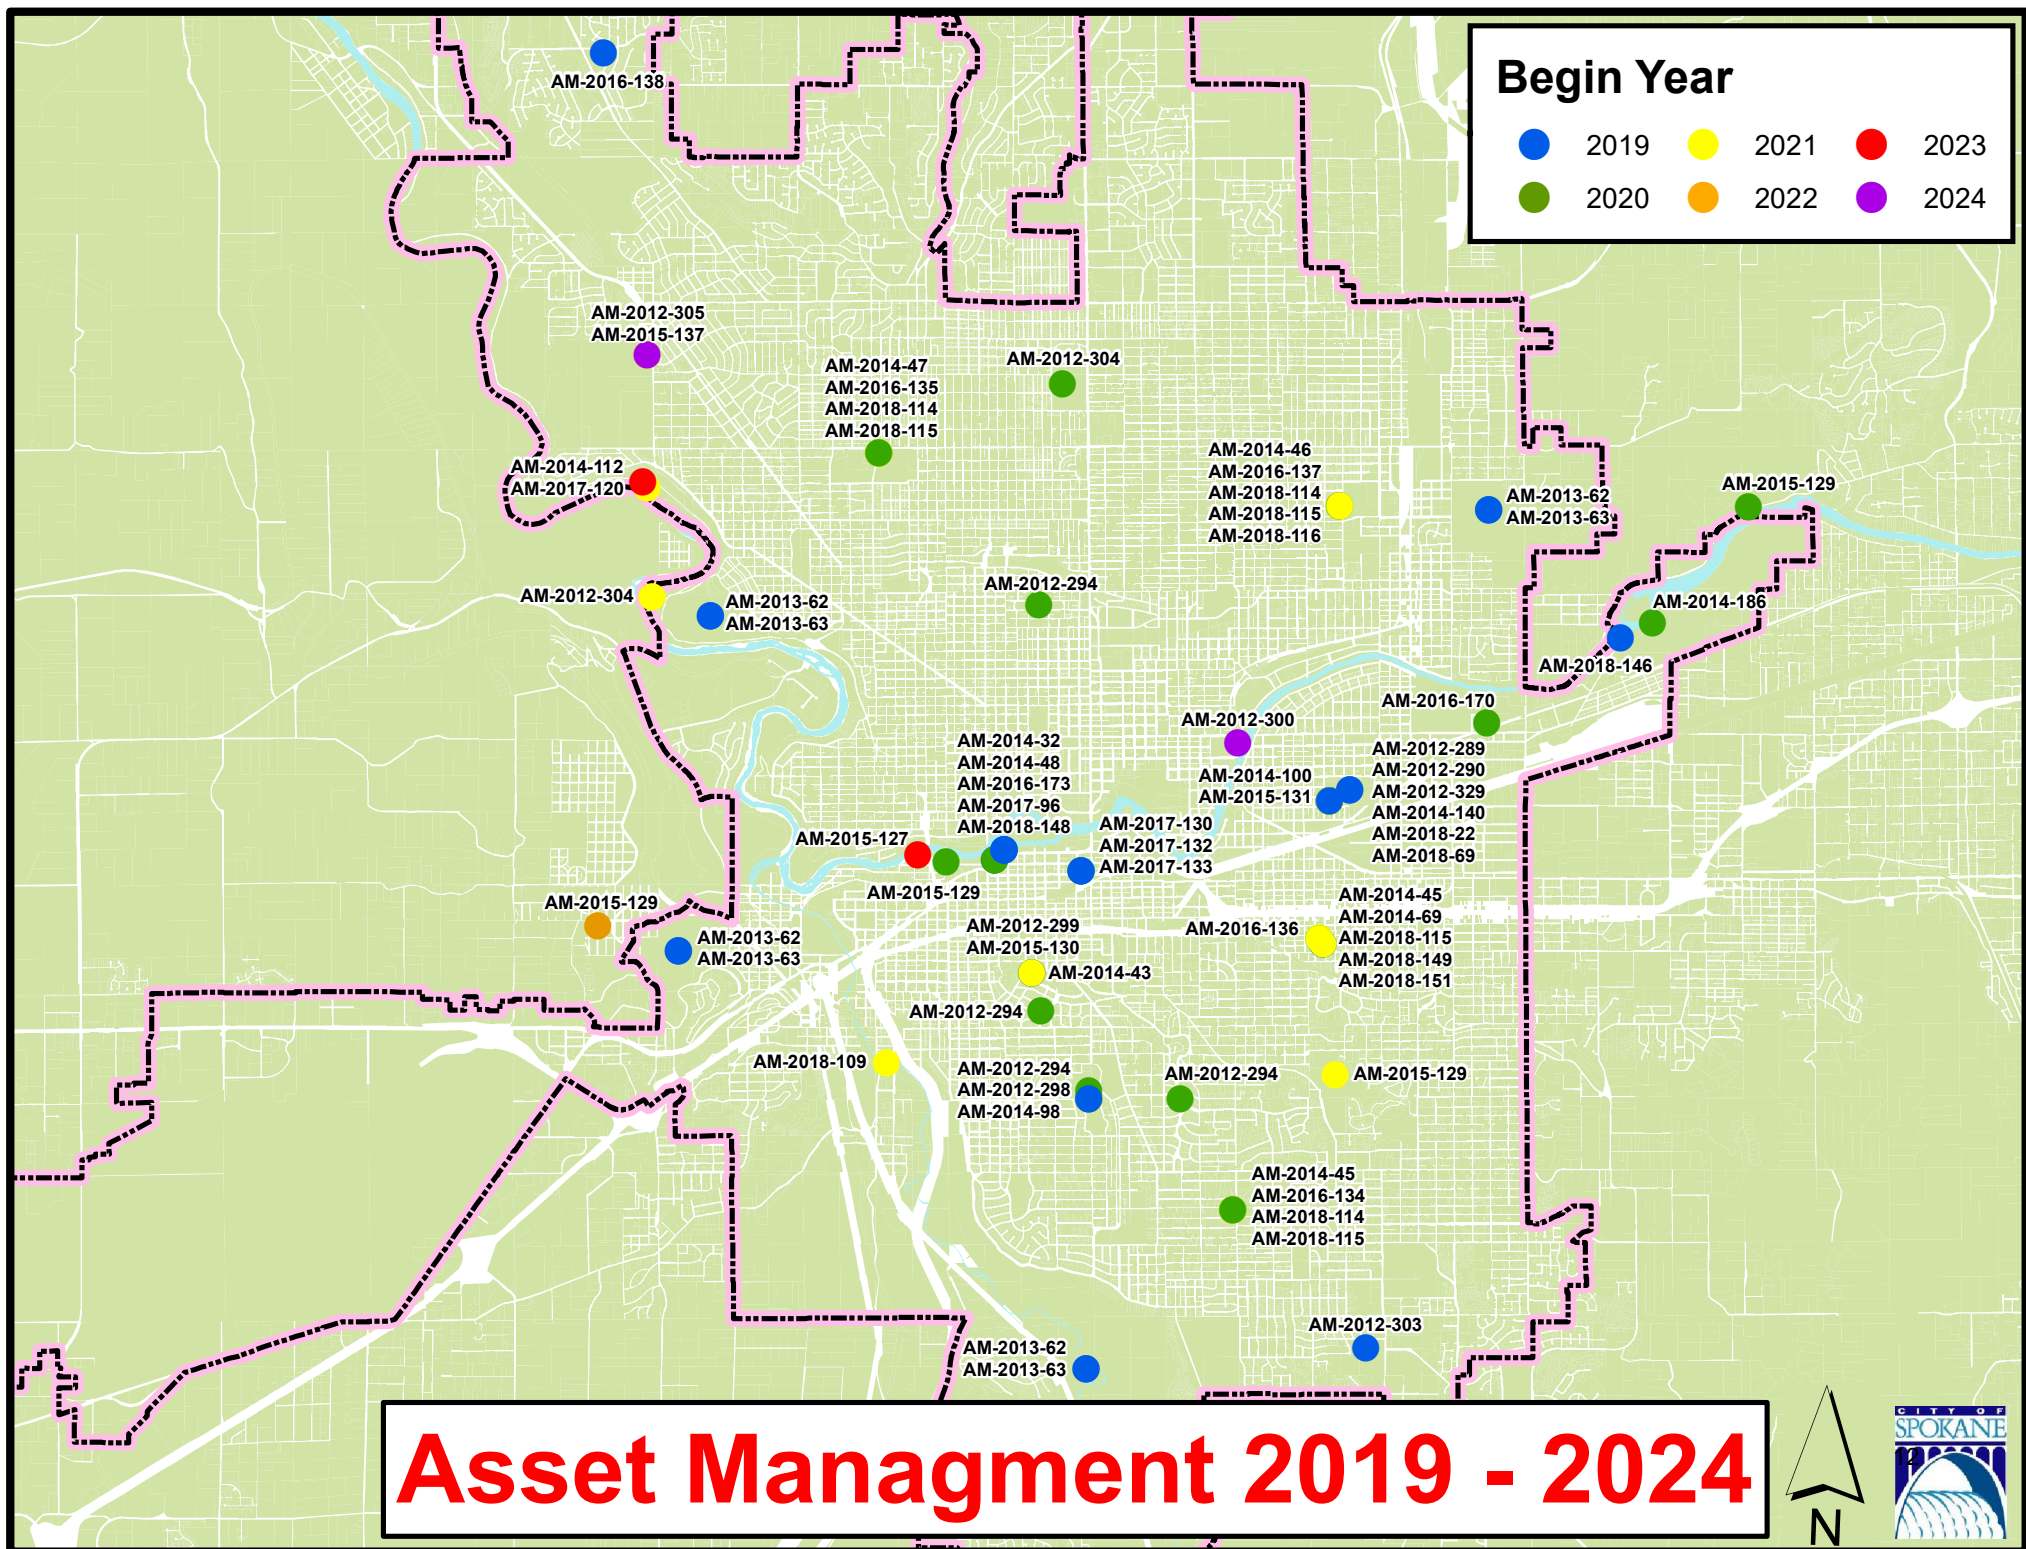 AM-2016-138
Begin Year
2019
2021
2023
2020
2022
2024
AM-2012-305
AM-2015-137
AM-2014-47
AM-2016-135
AM-2018-114
AM-2018-115
AM-2012-304
AM-2014-46
AM-2016-137
AM-2018-114
AM-2018-115
AM-2018-116
AM-2014-112
AM-2017-120
AM-2013-62
AM-2013-63
AM-2015-129
AM-2012-304
AM-2013-62
AM-2013-63
AM-2012-294
AM-2014-186
AM-2018-146
AM-2016-170
AM-2012-300
AM-2014-32
AM-2014-48
AM-2016-173
AM-2017-96
AM-2018-148
AM-2014-100
AM-2015-131
AM-2012-289
AM-2012-290
AM-2012-329
AM-2014-140
AM-2018-22
AM-2018-69
AM-2017-130
AM-2017-132
AM-2017-133
AM-2015-127
AM-2015-129
AM-2015-129
AM-2013-62
AM-2013-63
AM-2012-299
AM-2015-130
AM-2014-43
AM-2016-136
AM-2014-45
AM-2014-69
AM-2018-115
AM-2018-149
AM-2018-151
AM-2012-294
AM-2018-109
AM-2012-294
AM-2012-298
AM-2014-98
AM-2012-294
AM-2015-129
AM-2014-45
AM-2016-134
AM-2018-114
AM-2018-115
AM-2012-303
AM-2013-62
AM-2013-63
Asset Managment 2019 - 2024
N
CITY OF
SPOKANE
12